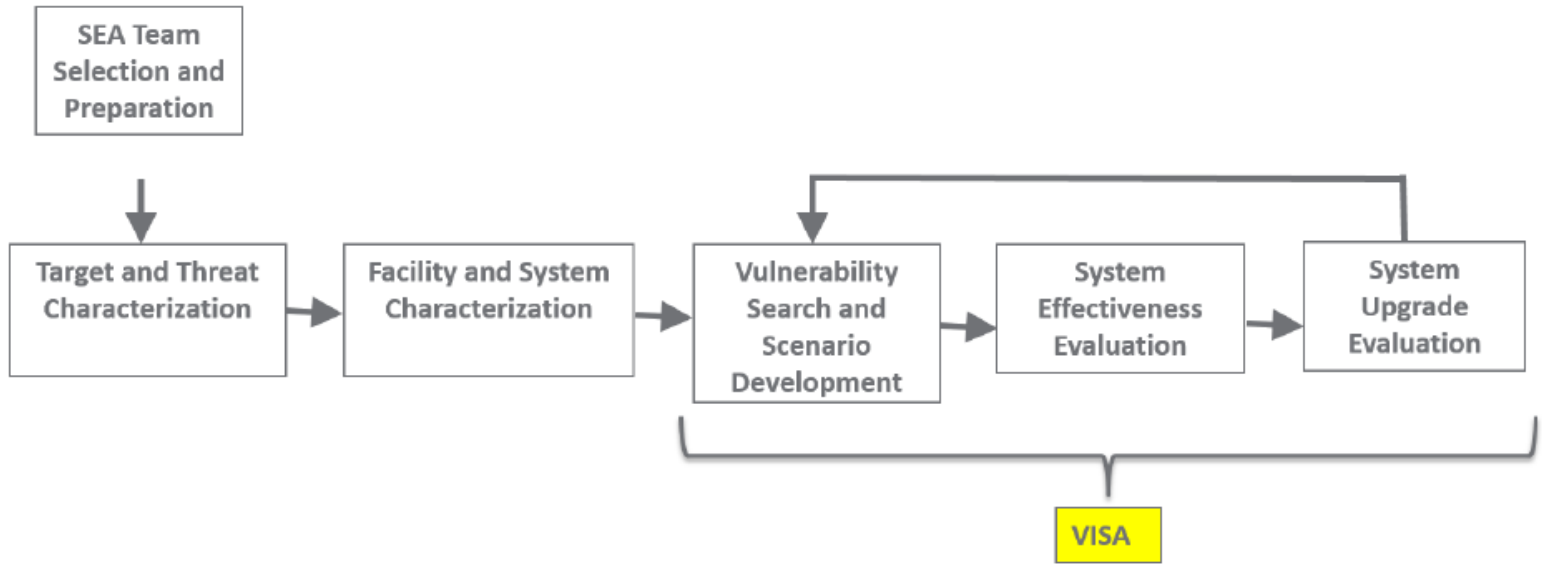 SEA Team
Selection and
Preparation
Target and Threat
Characterization
Facility and System
Characterization
Vulnerability
Search and
Scenario
Development
System
Effectiveness
Evaluation
System
Upgrade
Evaluation
VISA